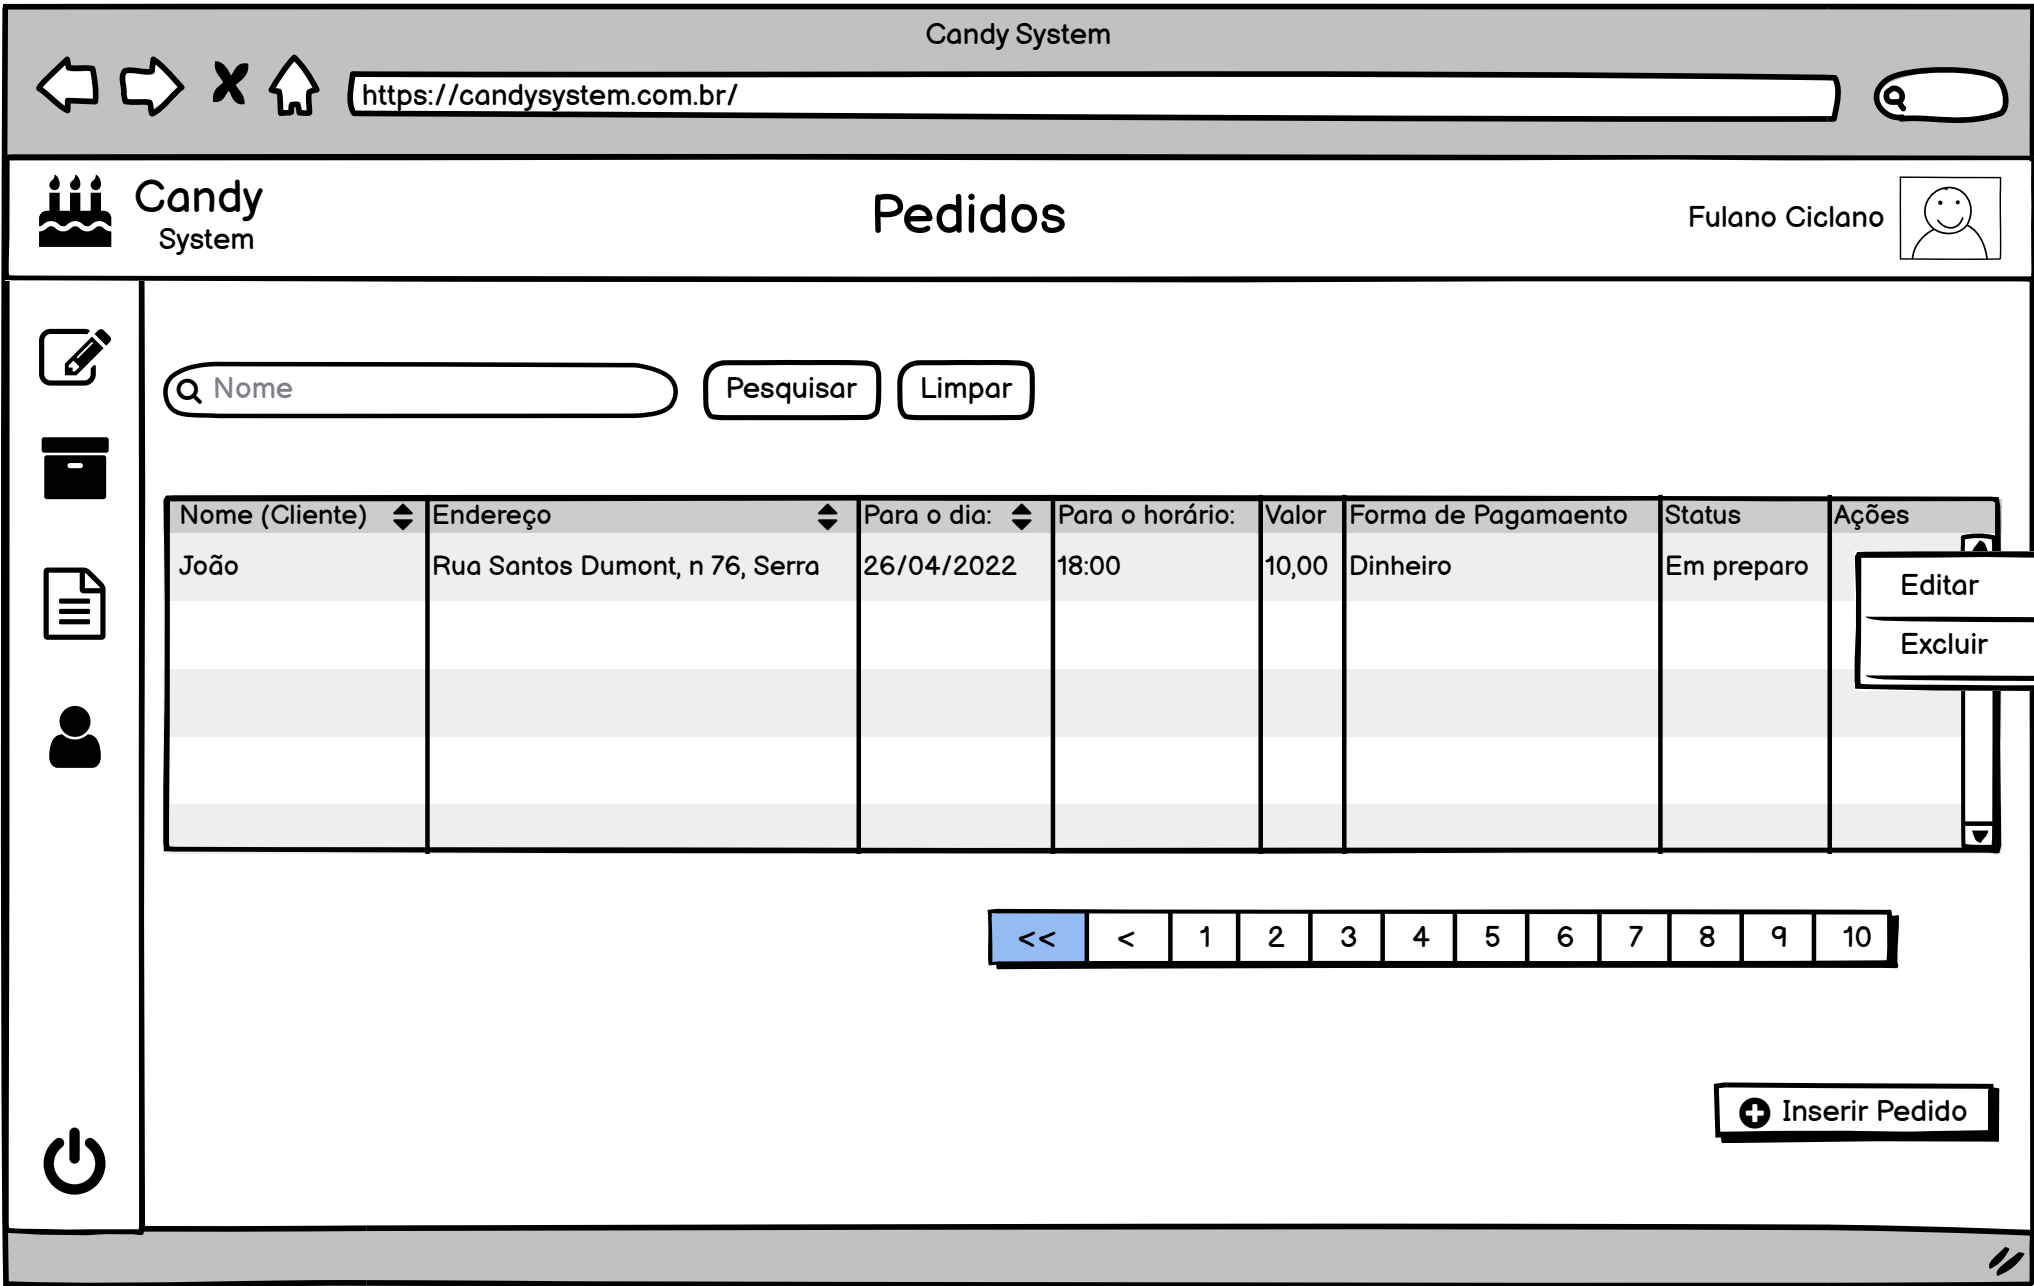 Candy System
https://candysystem.com.br/
Candy
System
Pedidos
Fulano Ciclano
Nome
Pesquisar
Limpar
Nome (Cliente) Endereço Para o dia: Para o horário: Valor Forma de Pagamaento Status Ações
João Rua Santos Dumont, n 76, Serra 26/04/2022 18:00 10,00 Dinheiro Em preparo
Editar
Excluir
<< < 1 2 3 4 5 6 7 8 9 10
Inserir Pedido